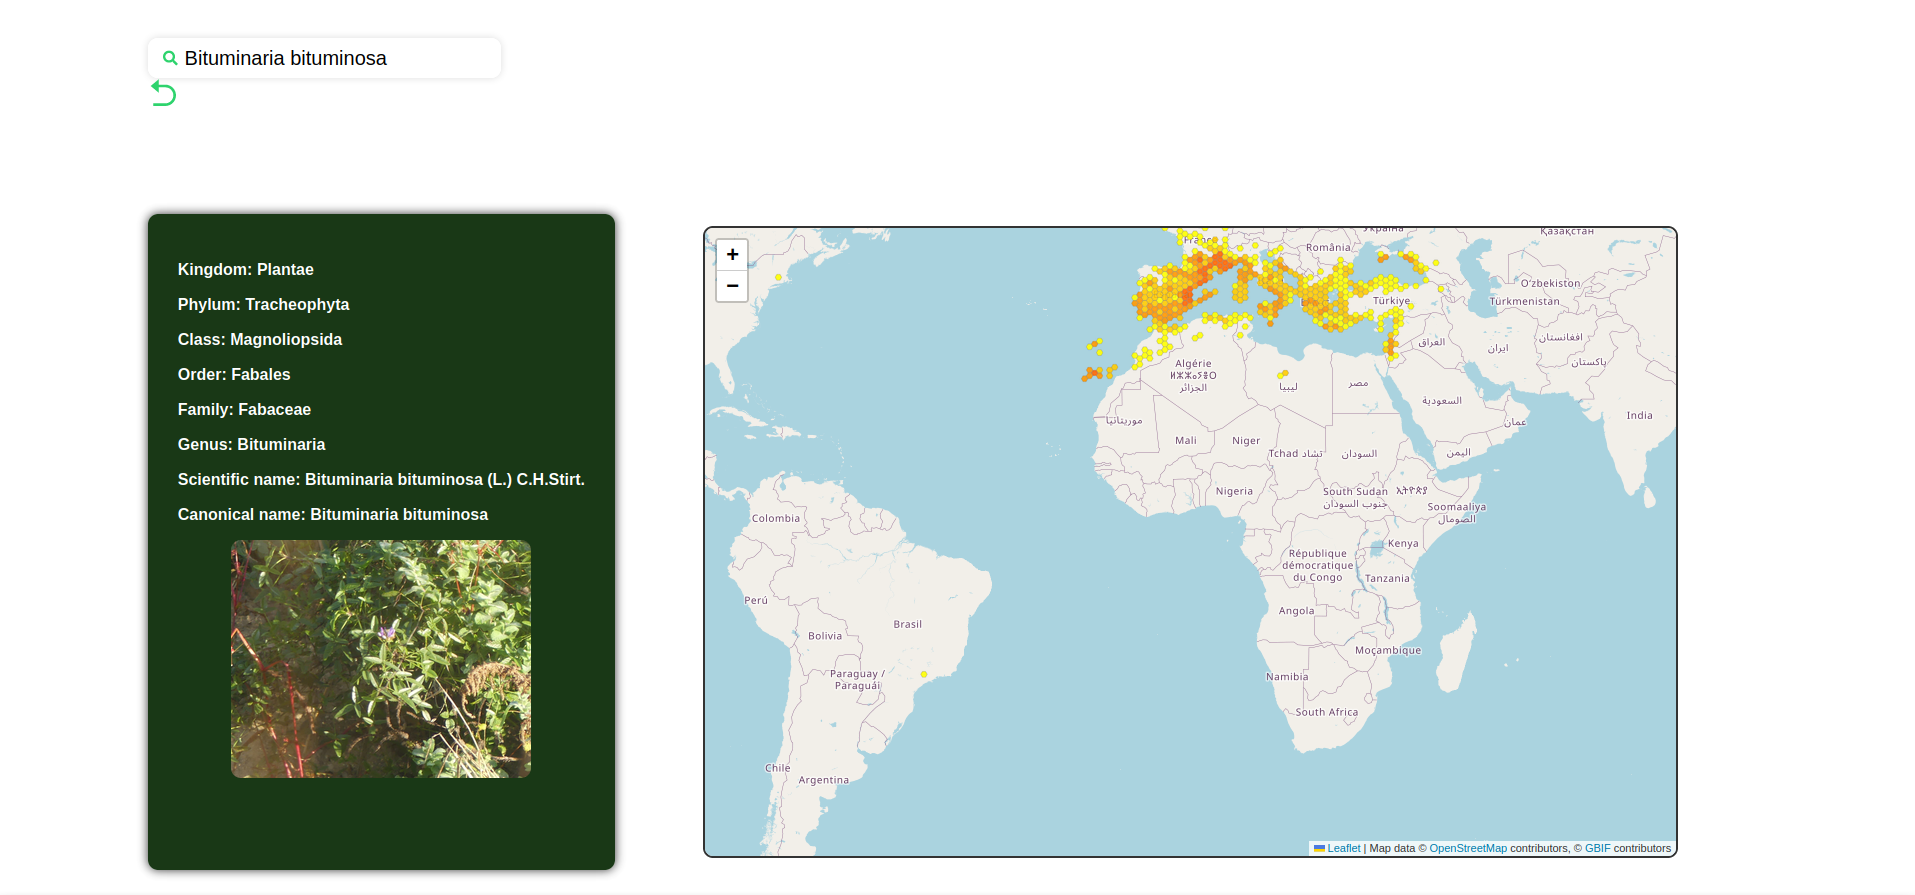 Bituminaria bituminosa
Kingdom: Plantae
Phylum: Tracheophyta
Class: Magnoliopsida
Order: Fabales
Family: Fabaceae
Genus: Bituminaria
Scientific name: Bituminaria bituminosa (L.) C.H.Stirt.
Canonical name: Bituminaria bituminosa
+
−
Україна
Қазақстан
România
Oʻzbekiston
Türkiye
Türkmenistan
افغانستان
العراق
ایران
پاکستان
Algérie
ⵍⵣⵣⴰⵢⴻⵔ
الجزائر
ليبيا
مصر
السعودية
India
موريتانيا
عمان
Mali
Niger
Tchad تشاد
السودان
اليمن
Nigeria
South Sudan
جنوب السودان
ኢትዮጵያ
Soomaaliya
الصومال
Colombia
Kenya
République
démocratique
du Congo
Tanzania
Perú
Angola
Brasil
Bolivia
Moçambique
Paraguay /
Paraguái
Namibia
South Africa
Chile
Argentina
Leaflet | Map data © OpenStreetMap contributors, © GBIF contributors